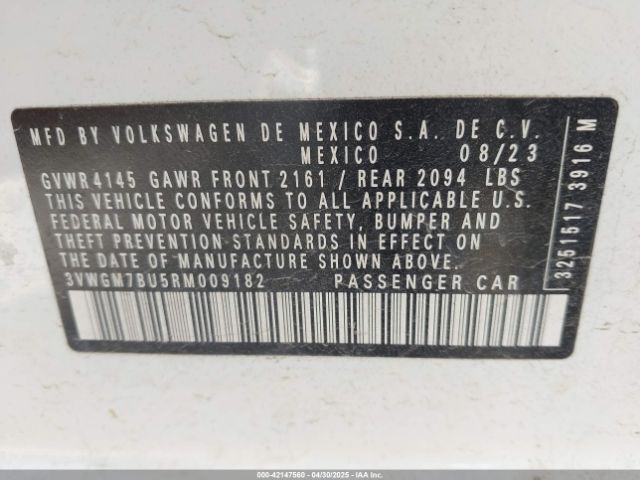 MFD BY VOLKSWAGEN DE MEXICO S.A. DE C.V.
MEXICO 08/23
GVWR 4145 GAWR FRONT 2161 / REAR 2094 LBS
THIS VEHICLE CONFORMS TO ALL APPLICABLE U.S.
FEDERAL MOTOR VEHICLE SAFETY, BUMPER AND
THEFT PREVENTION STANDARDS IN EFFECT ON
THE DATE OF MANUFACTURE SHOWN ABOVE.
3VWGM7BU5RM009182 PASSENGER CAR
3251517 3916 M
000-42147560 - 04/30/2025 - IAAI, Inc.